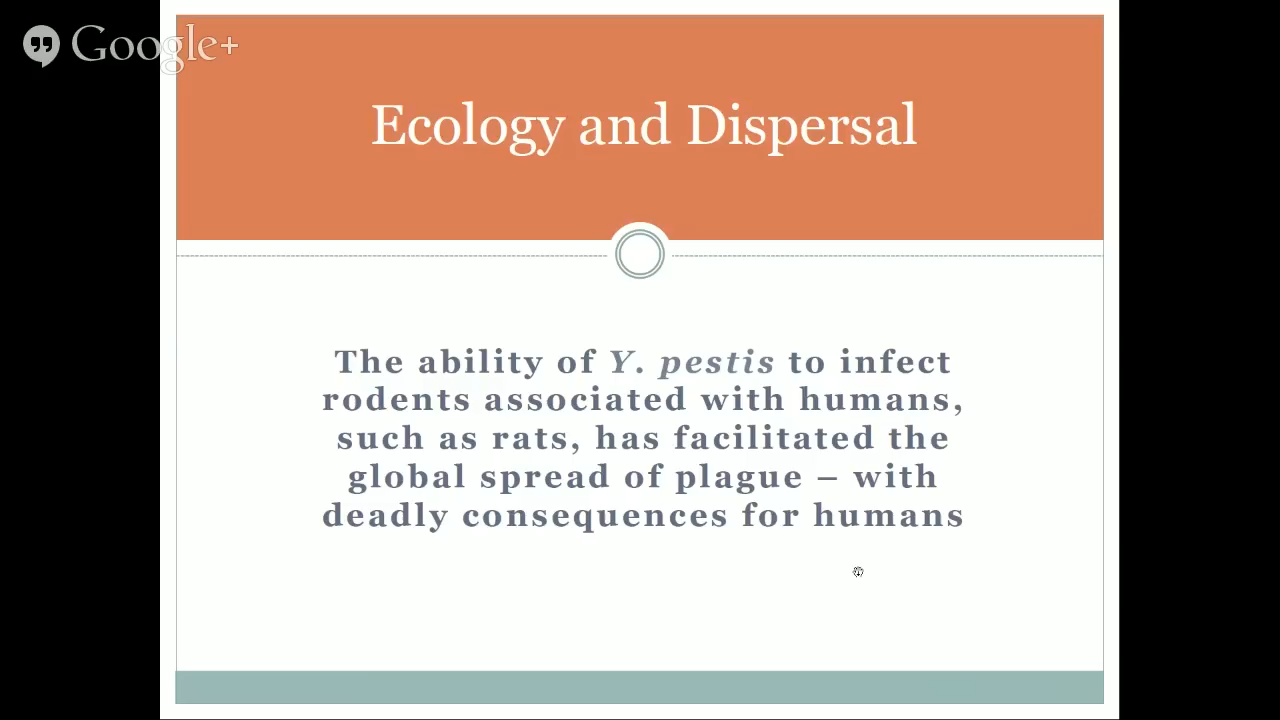 Google+
Ecology and Dispersal
The ability of Y. pestis to infect
rodents associated with humans,
such as rats, has facilitated the
global spread of plague – with
deadly consequences for humans